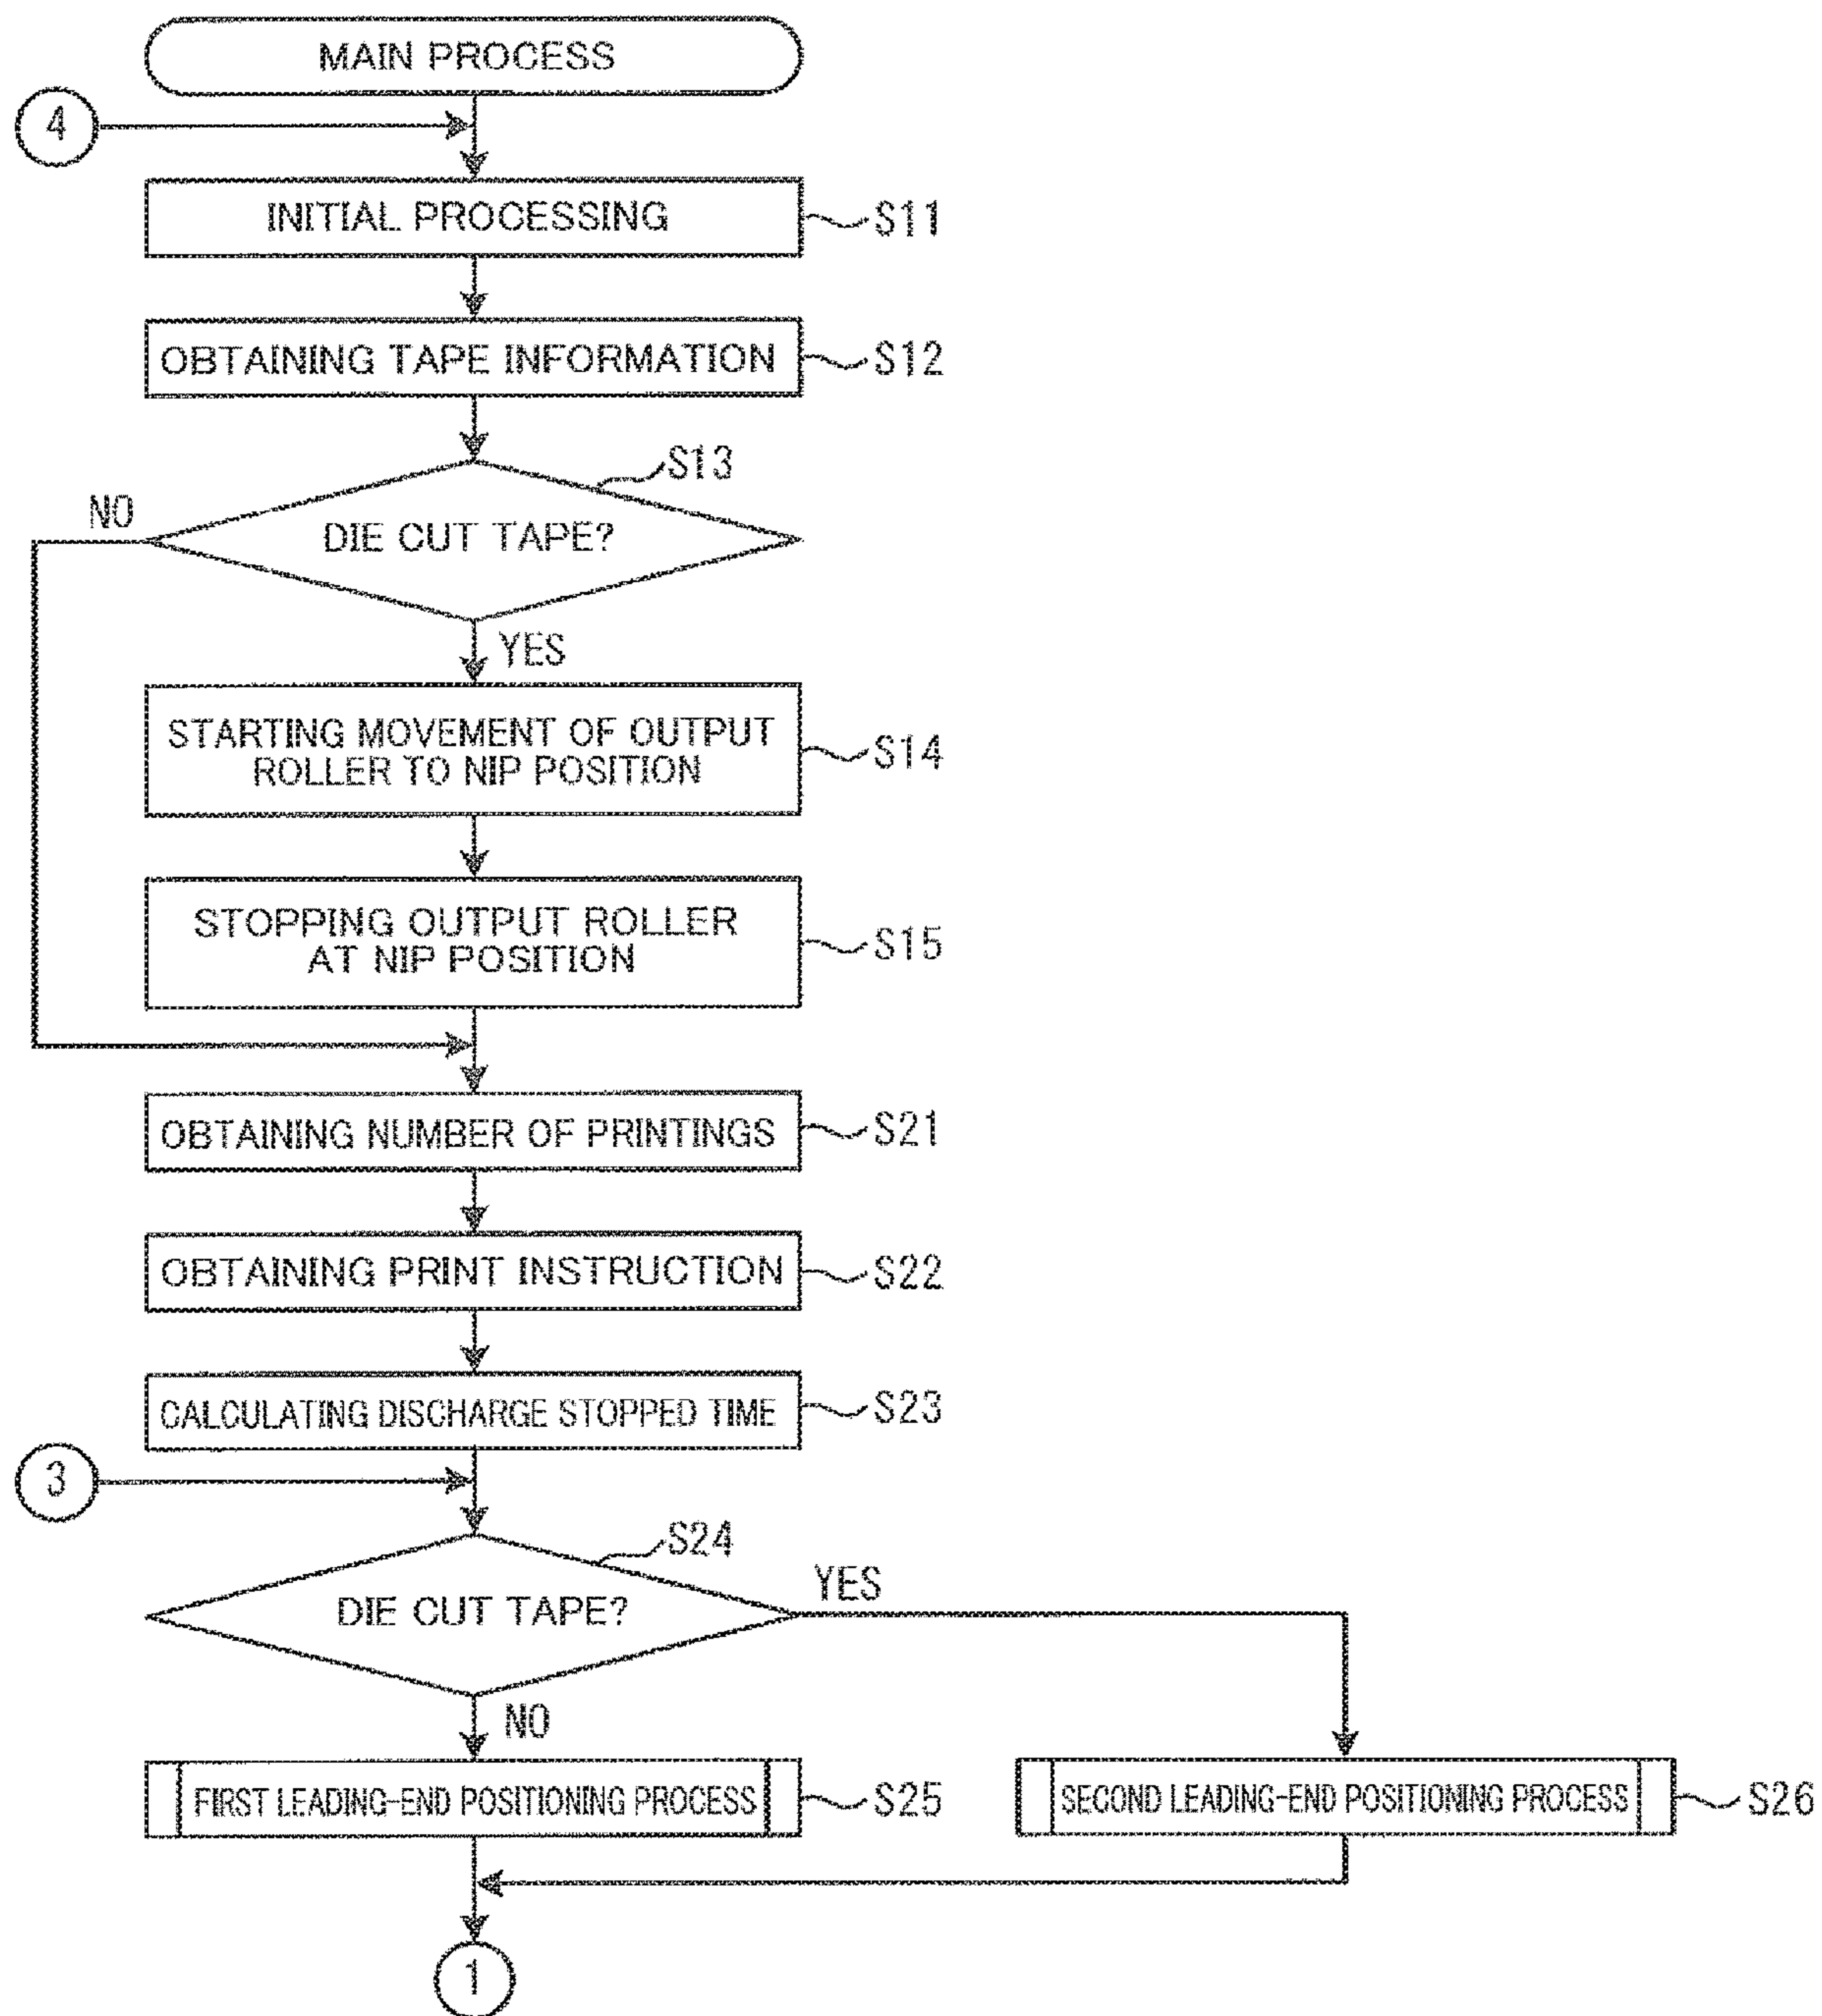 MAIN PROCESS
4
INITIAL PROCESSING
S11
OBTAINING TAPE INFORMATION
S12
S13
NO
DIE CUT TAPE?
YES
STARTING MOVEMENT OF OUTPUT
ROLLER TO NIP POSITION
S14
STOPPING OUTPUT ROLLER
AT NIP POSITION
S15
OBTAINING NUMBER OF PRINTINGS
S21
OBTAINING PRINT INSTRUCTION
S22
CALCULATING DISCHARGE STOPPED TIME
S23
3
S24
DIE CUT TAPE?
YES
NO
FIRST LEADING-END POSITIONING PROCESS
S25
SECOND LEADING-END POSITIONING PROCESS
S26
1